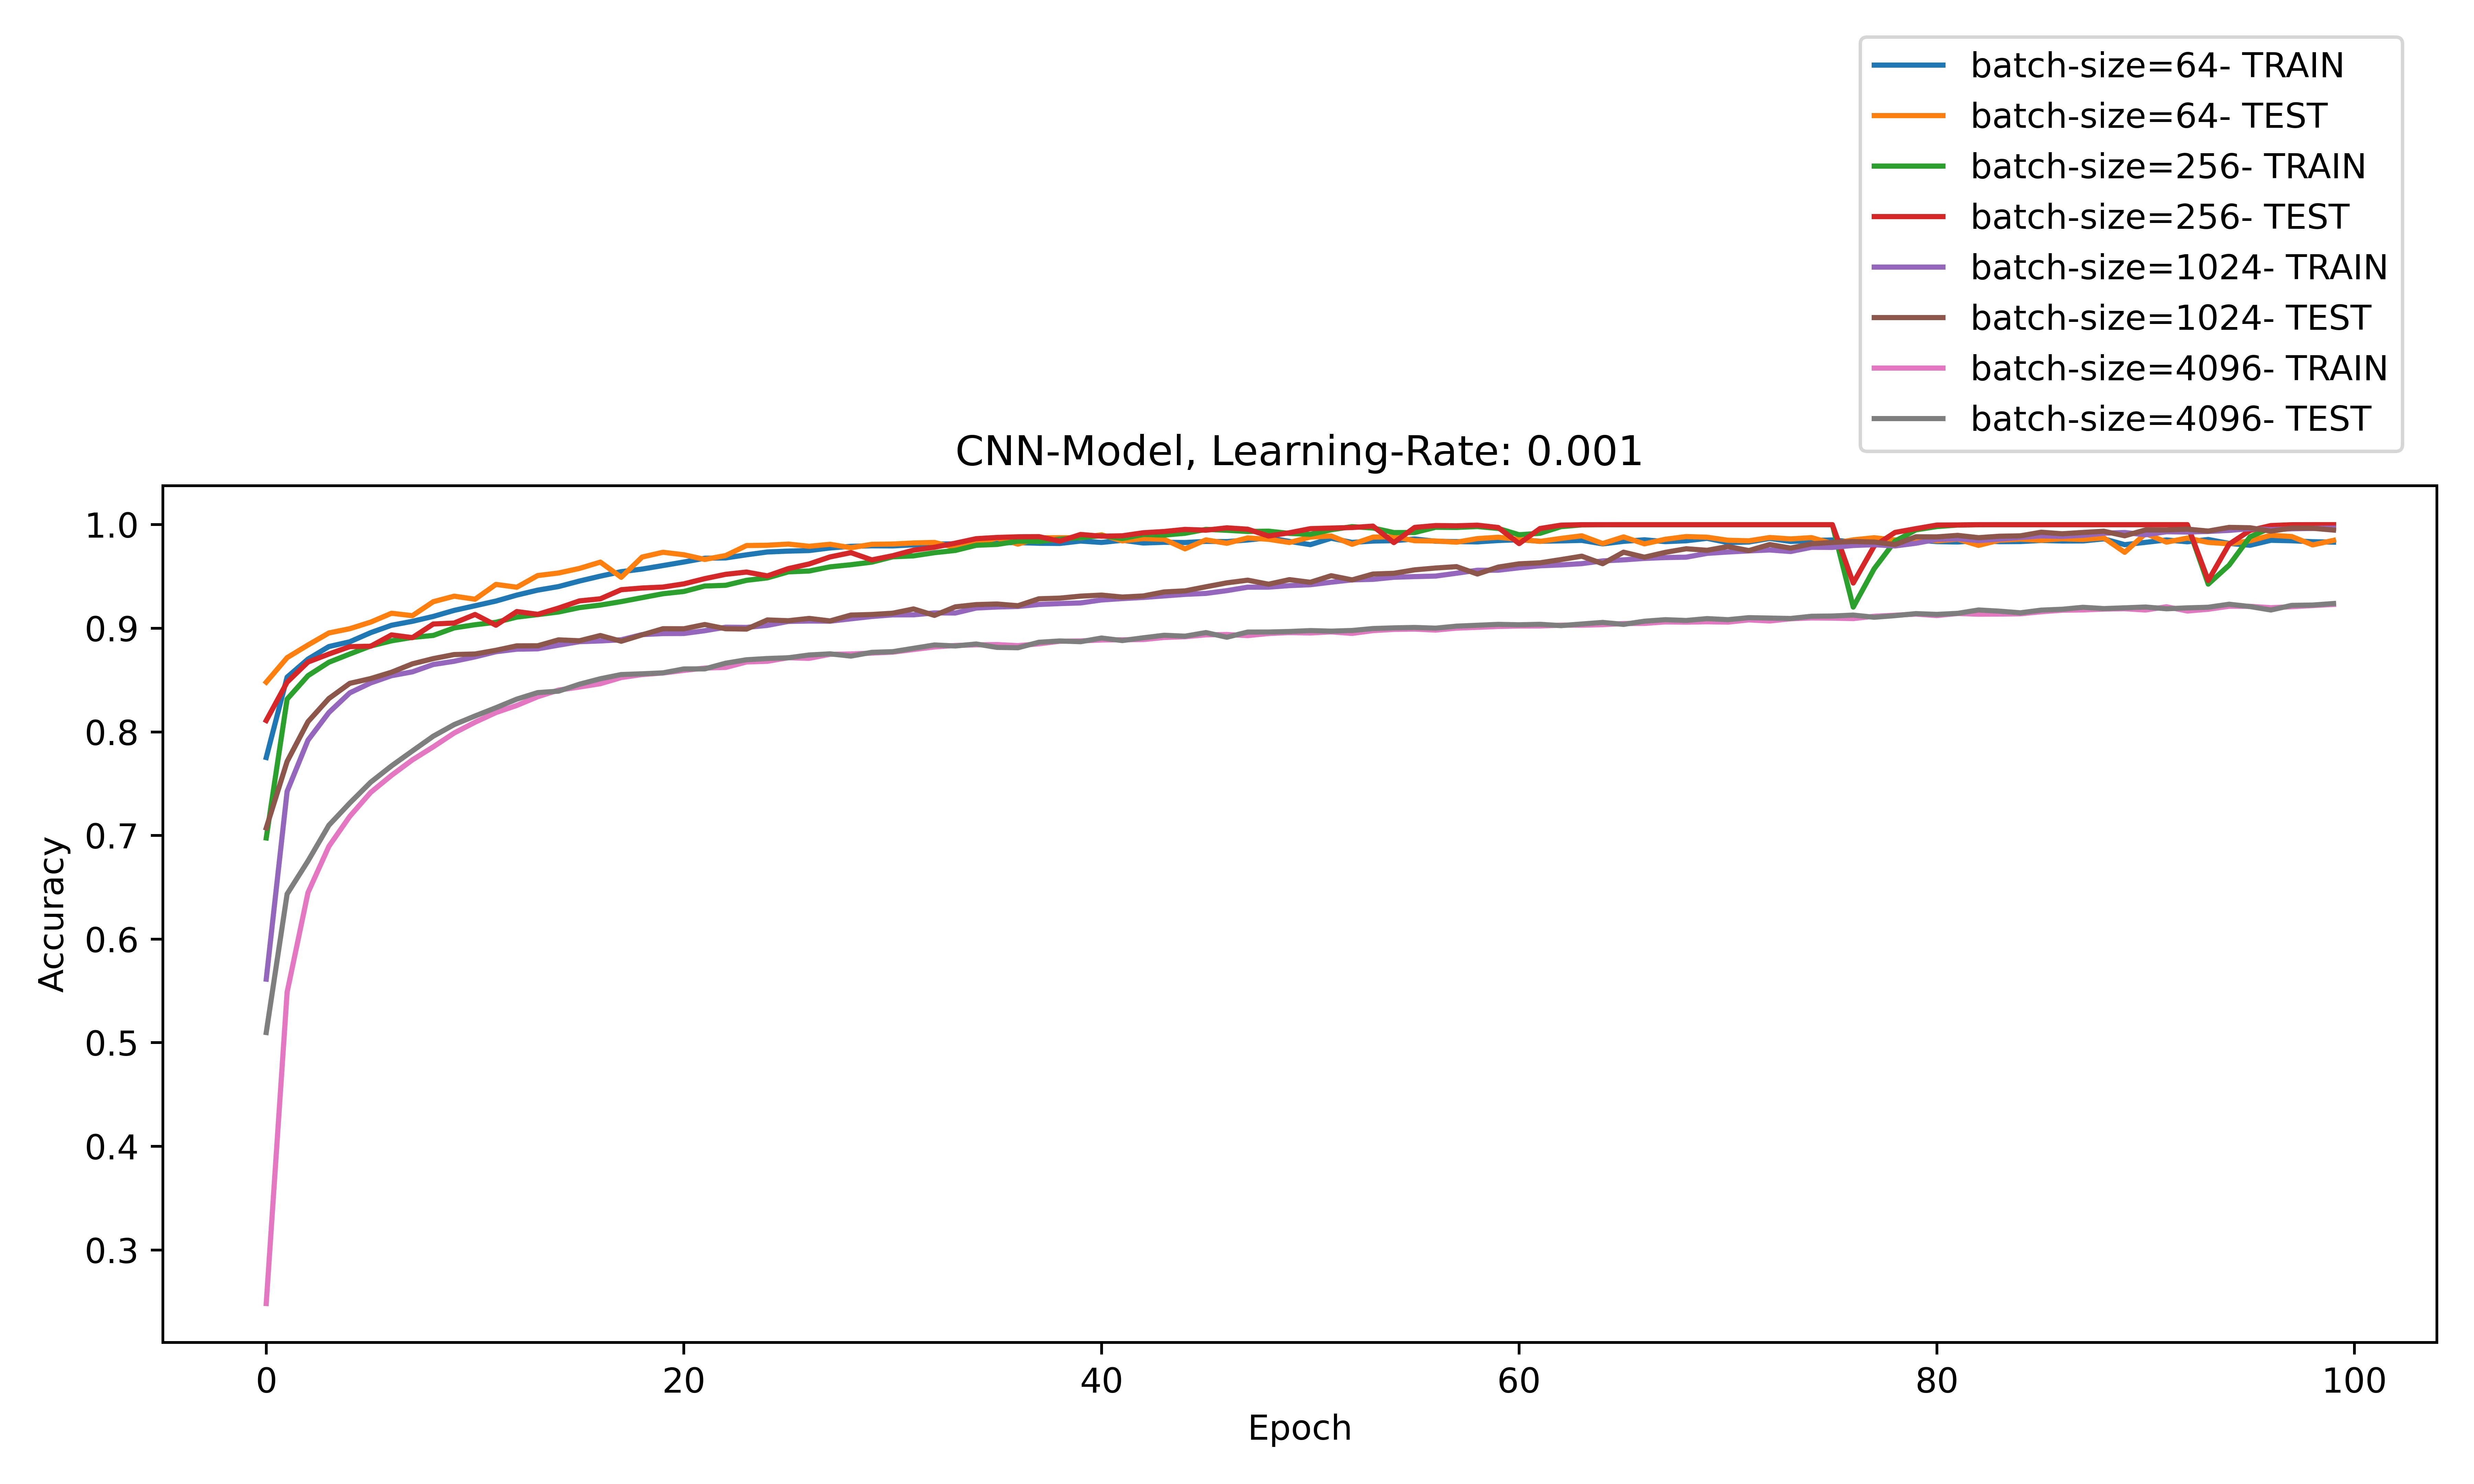 batch-size=64- TRAIN
batch-size=64- TEST
batch-size=256- TRAIN
batch-size=256- TEST
batch-size=1024- TRAIN
batch-size=1024- TEST
batch-size=4096- TRAIN
batch-size=4096- TEST
CNN-Model, Learning-Rate: 0.001
1.0
0.9
0.8
0.7
0.6
0.5
0.4
0.3
Accuracy
0 20 40 60 80 100
Epoch